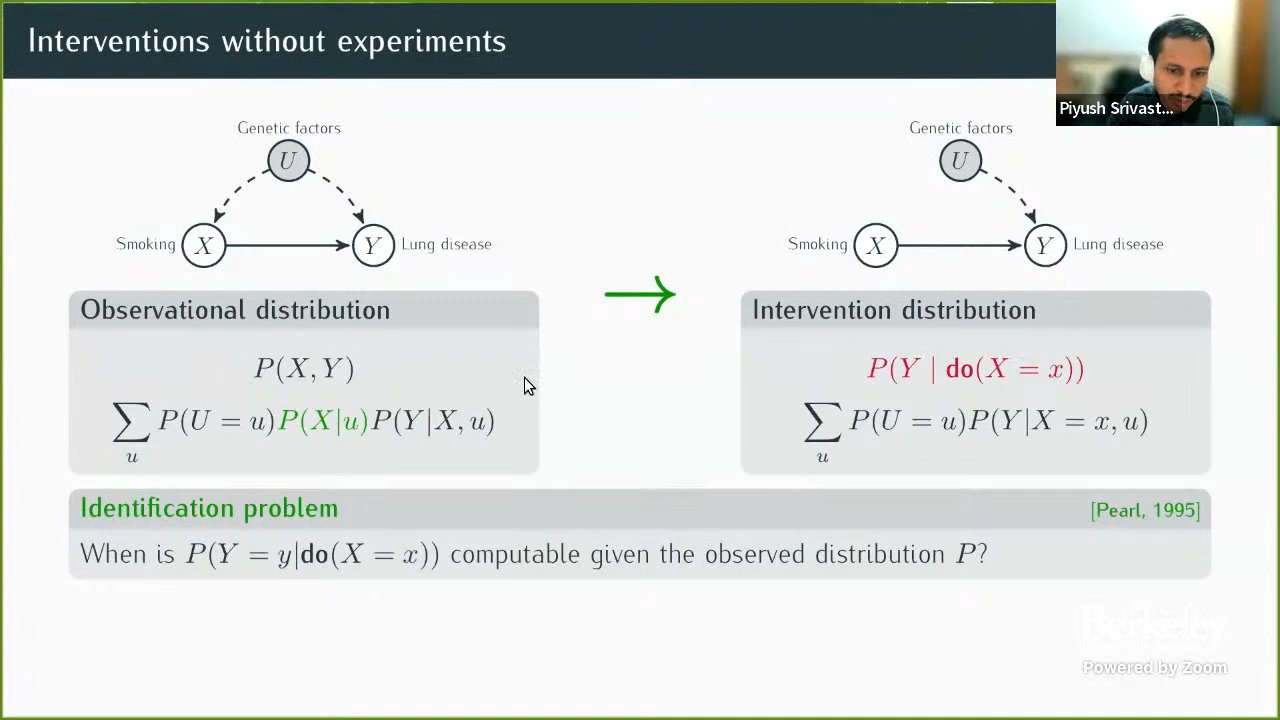 Interventions without experiments
Piyush Srivast...
Genetic factors
U
Smoking X Y Lung disease
Genetic factors
U
Smoking X Y Lung disease
Observational distribution
P(X, Y)
∑_u P(U = u)P(X|u)P(Y|X, u)
Intervention distribution
P(Y | do(X = x))
∑_u P(U = u)P(Y|X = x, u)
Identification problem [Pearl, 1995]
When is P(Y = y|do(X = x)) computable given the observed distribution P?
Berkeley
Powered by Zoom